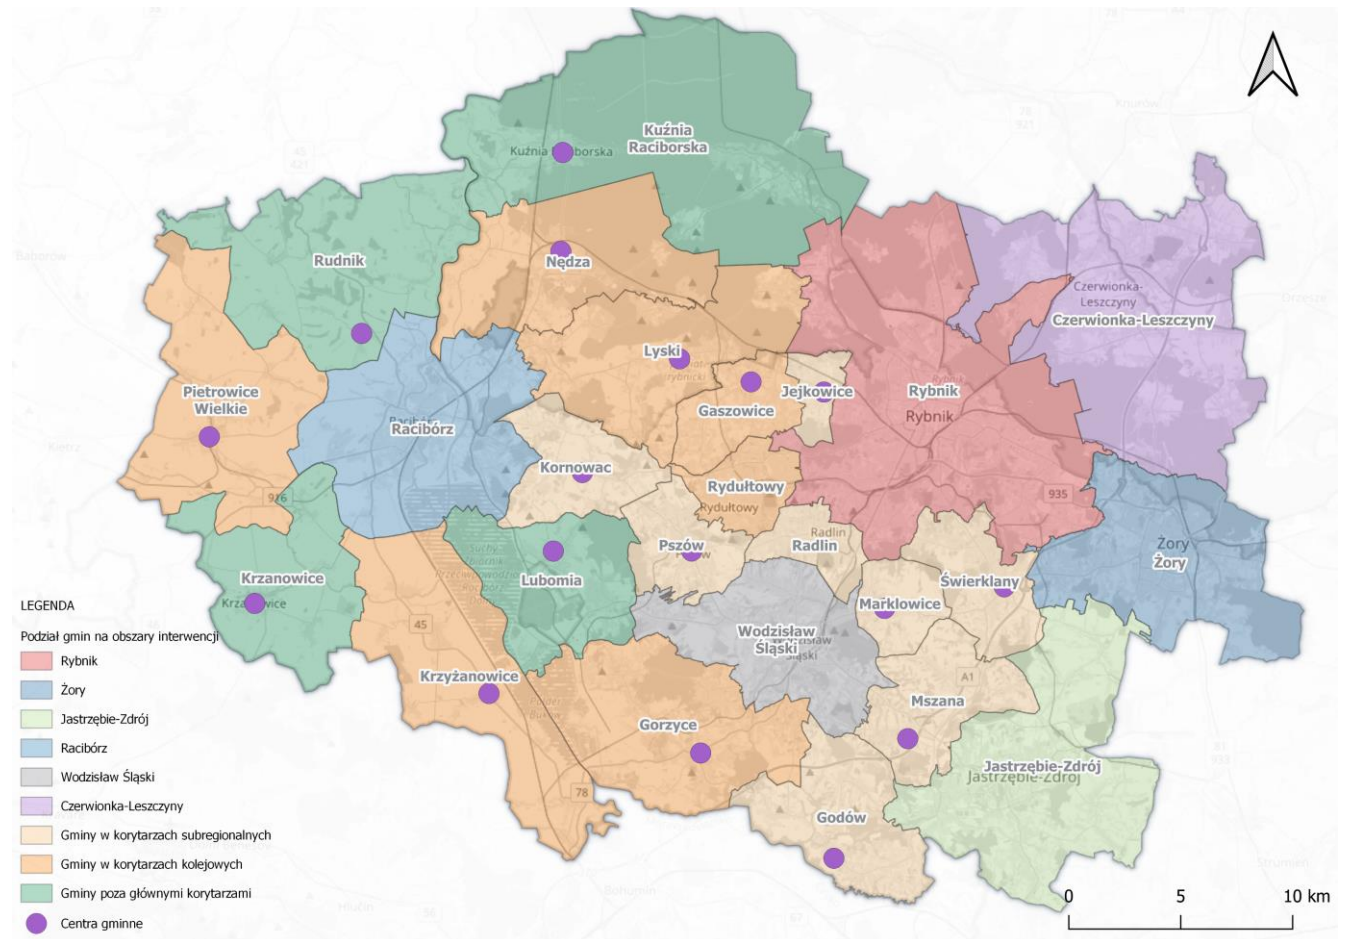 Kuźnia
Raciborska
Rudnik
Nędza
Czerwionka-
Leszczyny
Czerwionka-Leszczyny
Lyski
Pietrowice
Wielkie
Gaszowice
Jejkowice
Rybnik
Rybnik
Racibórz
Kornowac
916
Rydułtowy
Rydułtowy
935
Pszów
Radlin
Radlin
Żory
Żory
Krzanowice
Lubomia
Świerklany
Marklowice
45
Wodzisław
Śląski
Krzyżanowice
A1
Mszana
Gorzyce
Jastrzębie-Zdrój
Jastrzębie-Zdrój
78
Godów
LEGENDA
Podział gmin na obszary interwencji
Rybnik
Żory
Jastrzębie-Zdrój
Racibórz
Wodzisław Śląski
Czerwionka-Leszczyny
Gminy w korytarzach subregionalnych
Gminy w korytarzach kolejowych
Gminy poza głównymi korytarzami
Centra gminne
0 5 10 km